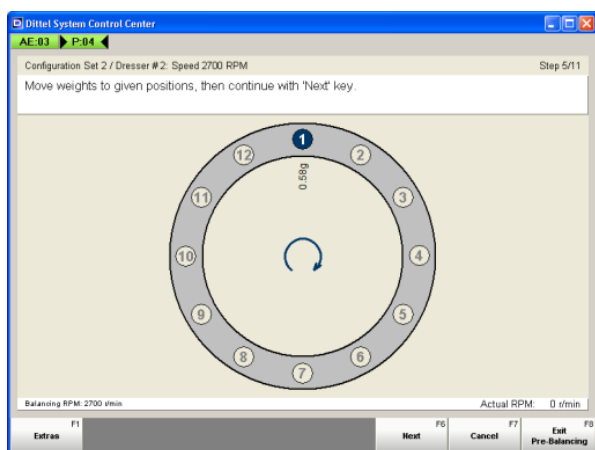 Dittel System Control Center
AE:03 P:04
Configuration Set 2 / Dresser # 2: Speed 2700 RPM Step 5/11
Move weights to given positions, then continue with 'Next' key.
1
12 2
0.58g
11 3
10 4
9 5
8 6
7
Balancing RPM: 2700 r/min Actual RPM: 0 r/min
F1 F6 F7 F8
Extras Next Cancel Exit
Pre-Balancing